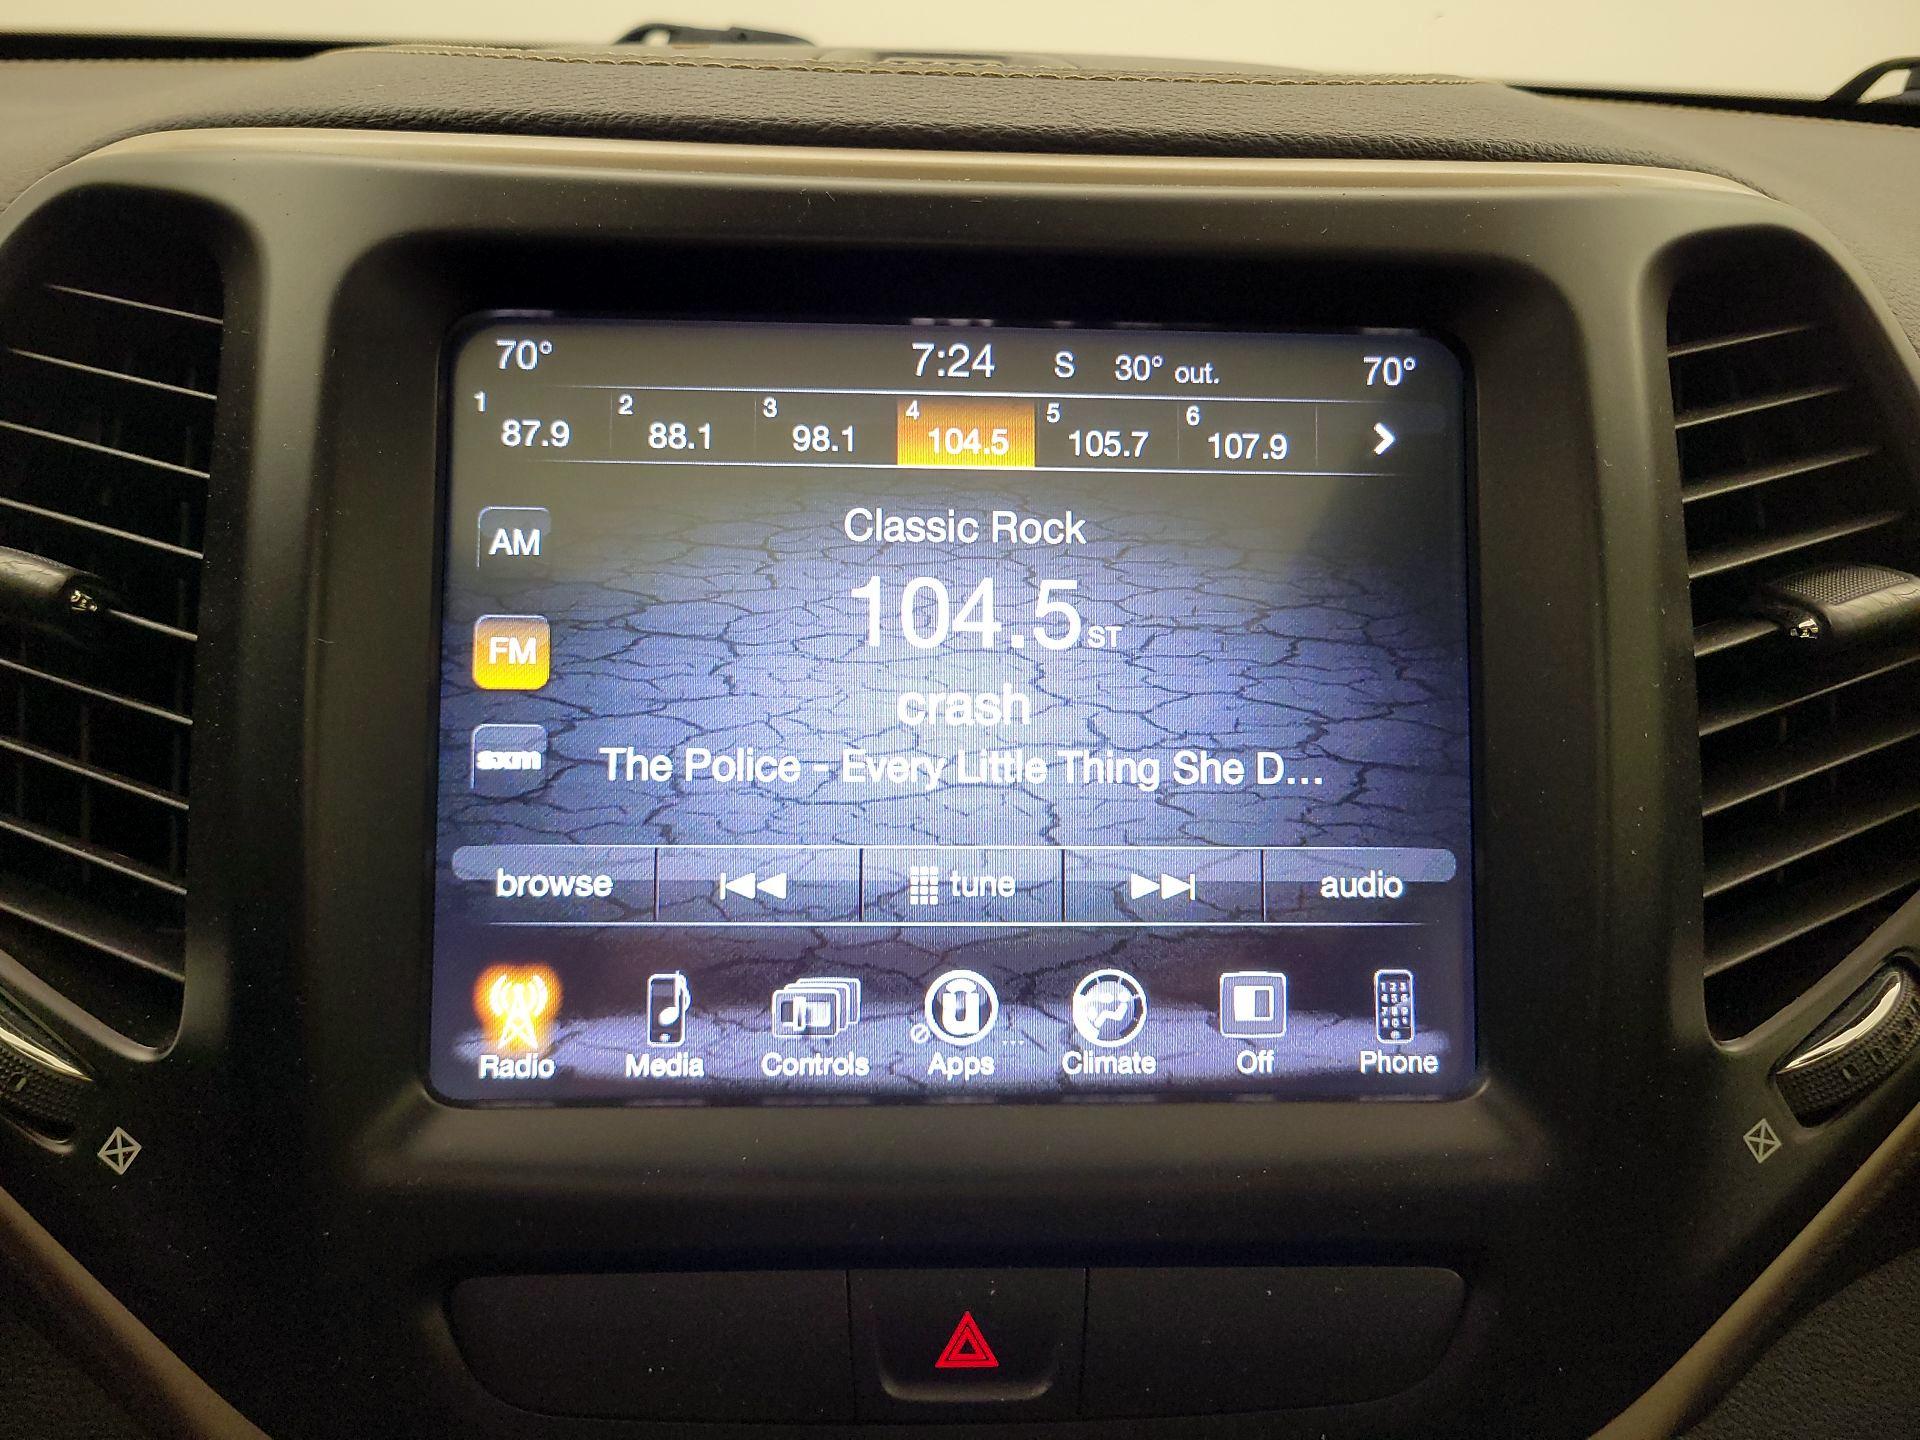 70° 7:24 S 30° out. 70°
1 87.9 2 88.1 3 98.1 4 104.5 5 105.7 6 107.9
AM
Classic Rock
104.5 ST
FM
crash
sxm
The Police - Every Little Thing She D...
browse tune audio
Radio Media Controls Apps ... Climate Off Phone